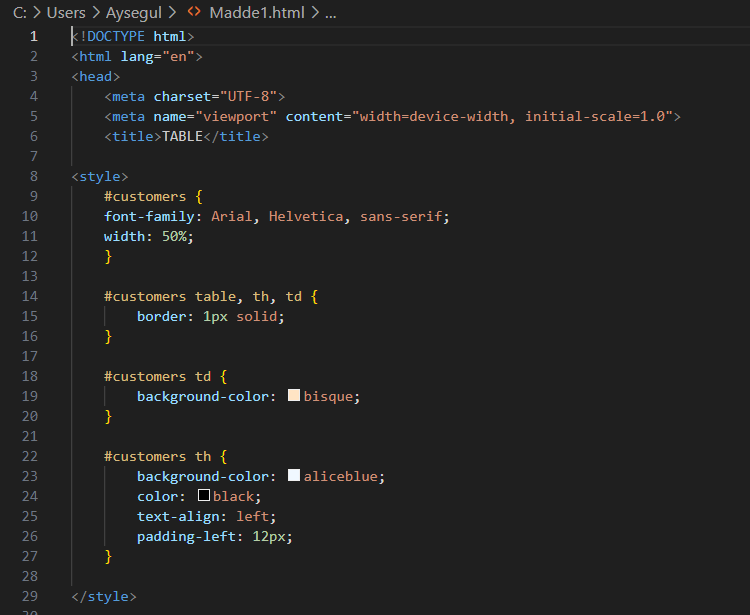 C: > Users > Aysegul > <> Madde1.html > ...
1 <!DOCTYPE html>
2 <html lang="en">
3 <head>
4 <meta charset="UTF-8">
5 <meta name="viewport" content="width=device-width, initial-scale=1.0">
6 <title>TABLE</title>
7
8 <style>
9 #customers {
10 font-family: Arial, Helvetica, sans-serif;
11 width: 50%;
12 }
13
14 #customers table, th, td {
15 border: 1px solid;
16 }
17
18 #customers td {
19 background-color: bisque;
20 }
21
22 #customers th {
23 background-color: aliceblue;
24 color: black;
25 text-align: left;
26 padding-left: 12px;
27 }
28
29 </style>